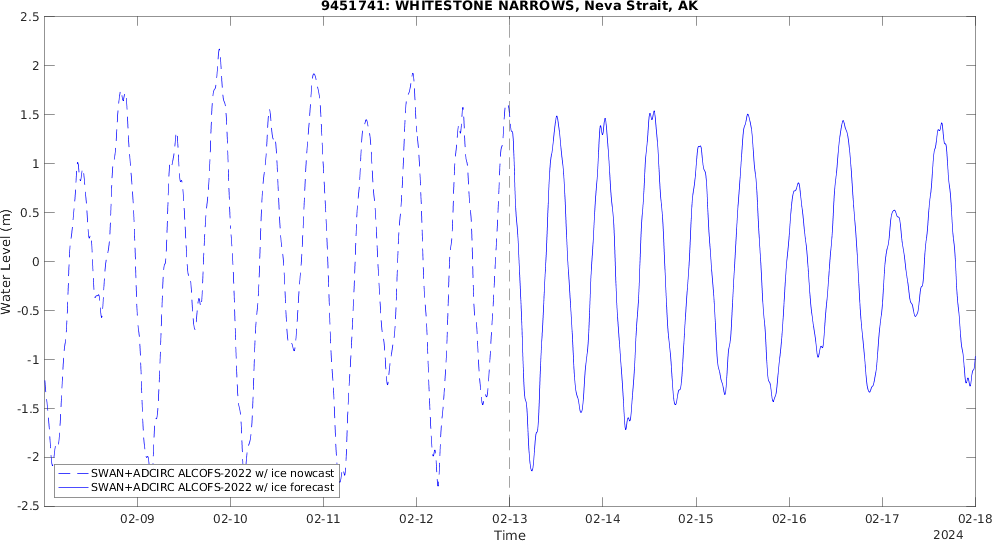 9451741: WHITESTONE NARROWS, Neva Strait, AK
2.5
2
1.5
1
0.5
0
-0.5
-1
-1.5
-2
-2.5
Water Level (m)
SWAN+ADCIRC ALCOFS-2022 w/ ice nowcast
SWAN+ADCIRC ALCOFS-2022 w/ ice forecast
02-09 02-10 02-11 02-12 02-13 02-14 02-15 02-16 02-17 02-18
Time
2024